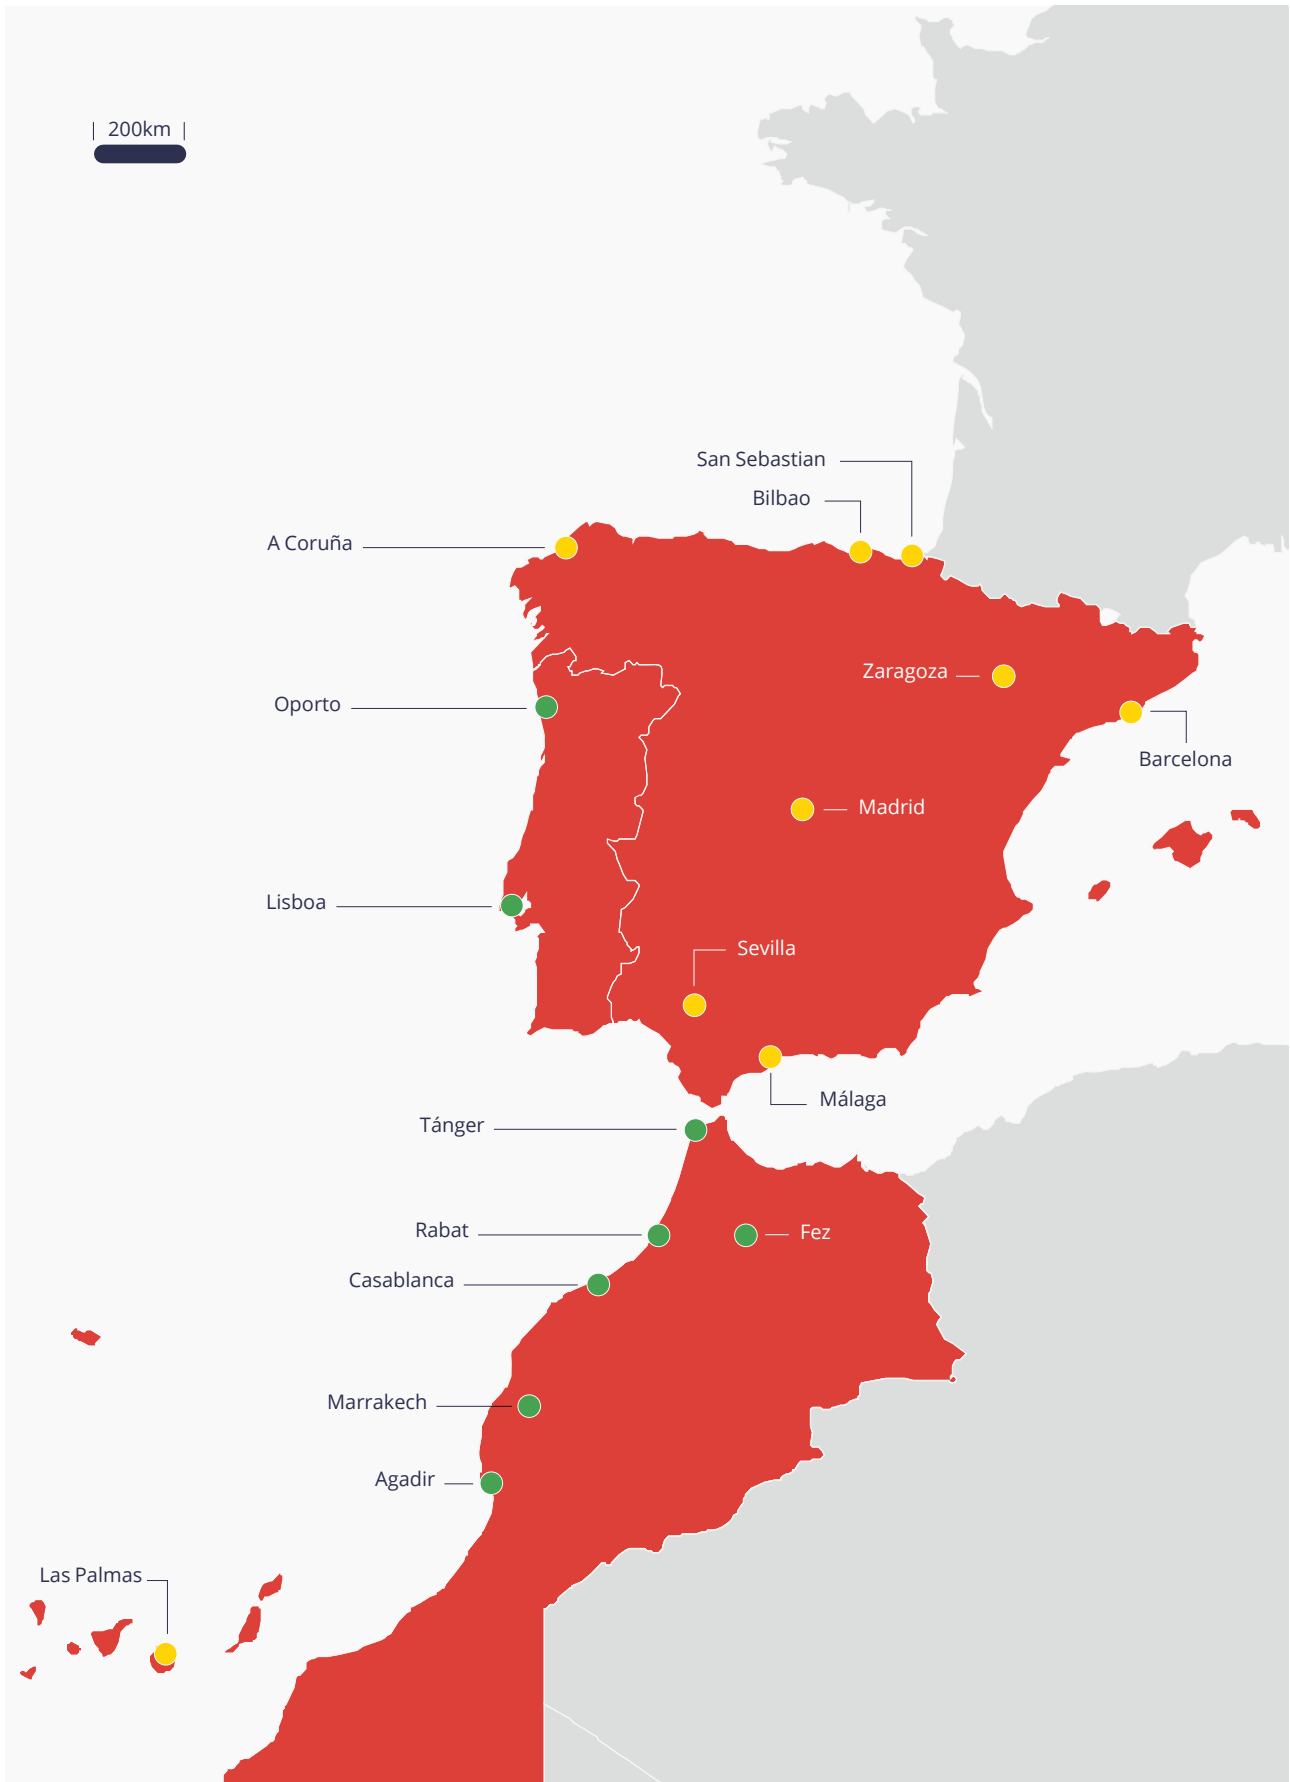 200km
San Sebastian
Bilbao
A Coruña
Zaragoza
Oporto
Barcelona
Madrid
Lisboa
Sevilla
Málaga
Tánger
Rabat
Fez
Casablanca
Marrakech
Agadir
Las Palmas